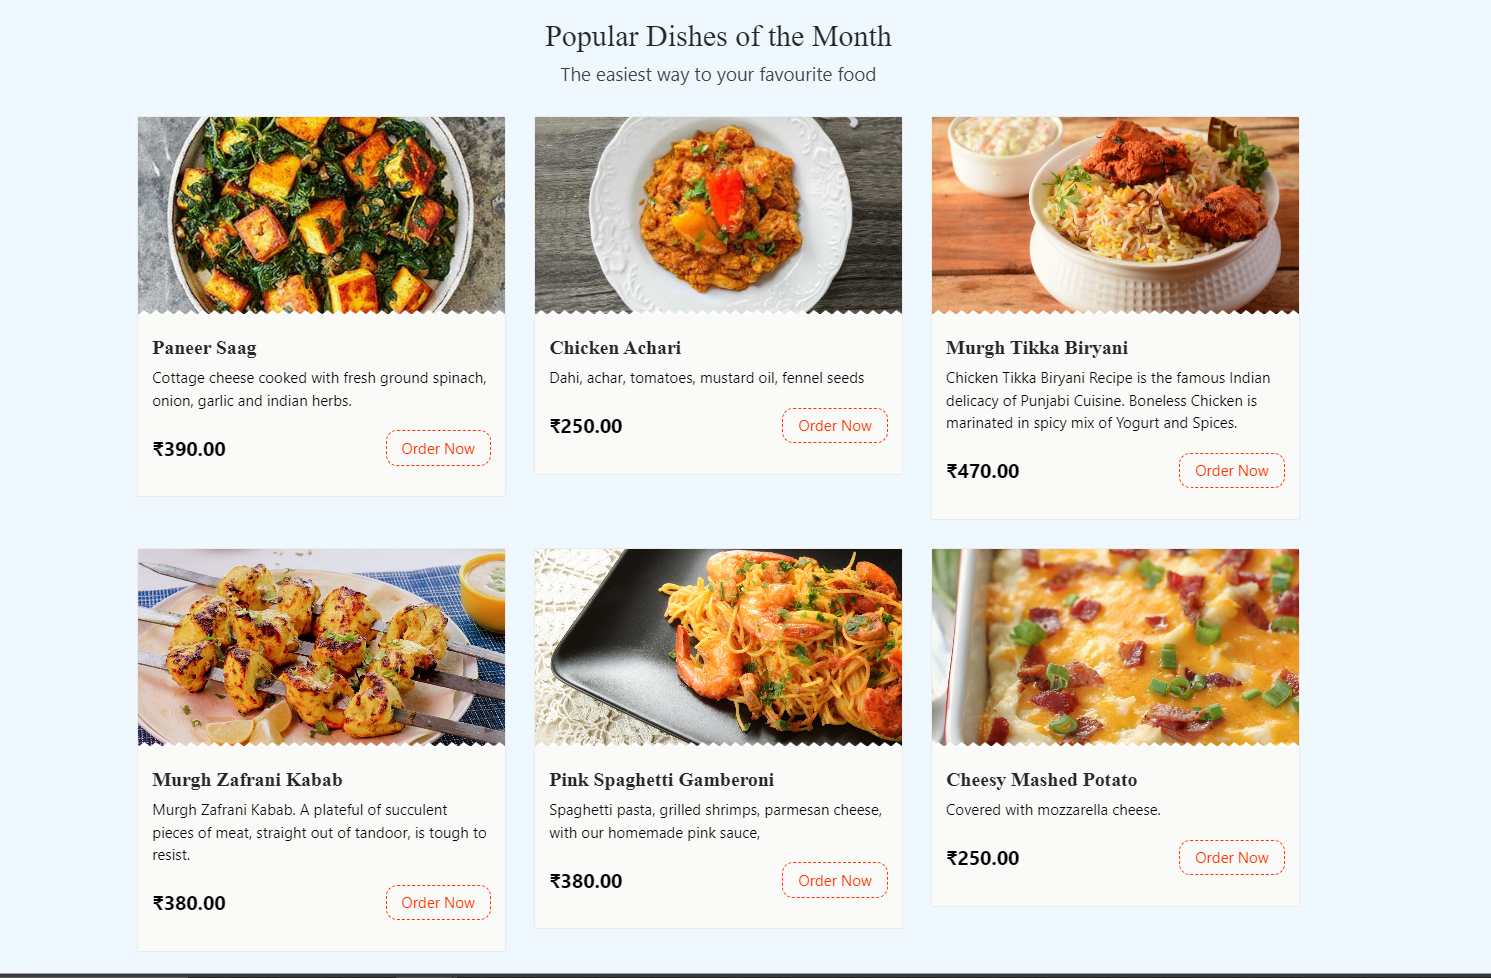 Popular Dishes of the Month
The easiest way to your favourite food
Paneer Saag
Cottage cheese cooked with fresh ground spinach,
onion, garlic and indian herbs.
₹390.00
Order Now
Chicken Achari
Dahi, achar, tomatoes, mustard oil, fennel seeds
₹250.00
Order Now
Murgh Tikka Biryani
Chicken Tikka Biryani Recipe is the famous Indian
delicacy of Punjabi Cuisine. Boneless Chicken is
marinated in spicy mix of Yogurt and Spices.
₹470.00
Order Now
Murgh Zafrani Kabab
Murgh Zafrani Kabab. A plateful of succulent
pieces of meat, straight out of tandoor, is tough to
resist.
₹380.00
Order Now
Pink Spaghetti Gamberoni
Spaghetti pasta, grilled shrimps, parmesan cheese,
with our homemade pink sauce,
₹380.00
Order Now
Cheesy Mashed Potato
Covered with mozzarella cheese.
₹250.00
Order Now